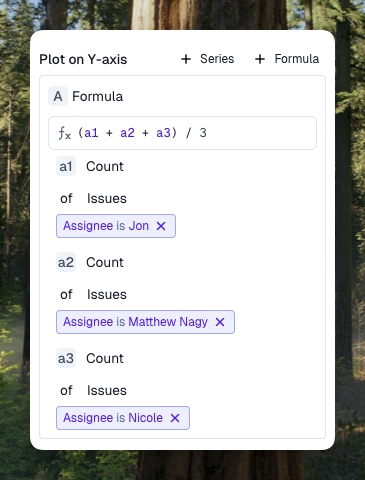 Plot on Y-axis + Series + Formula
A Formula
fx (a1 + a2 + a3) / 3
a1 Count
of Issues
Assignee is Jon ×
a2 Count
of Issues
Assignee is Matthew Nagy ×
a3 Count
of Issues
Assignee is Nicole ×